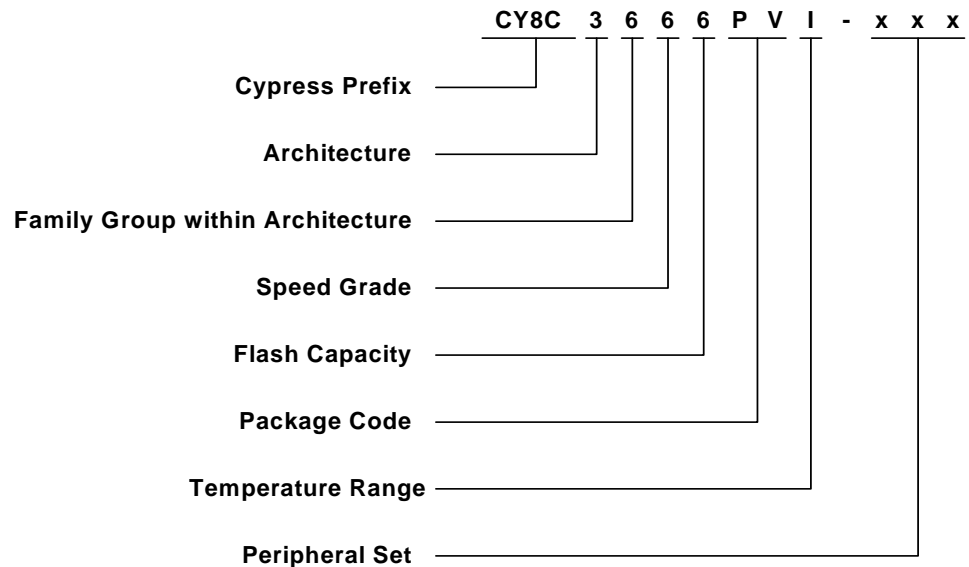 CY8C 3 6 6 6 P V I - x x x
Cypress Prefix
Architecture
Family Group within Architecture
Speed Grade
Flash Capacity
Package Code
Temperature Range
Peripheral Set